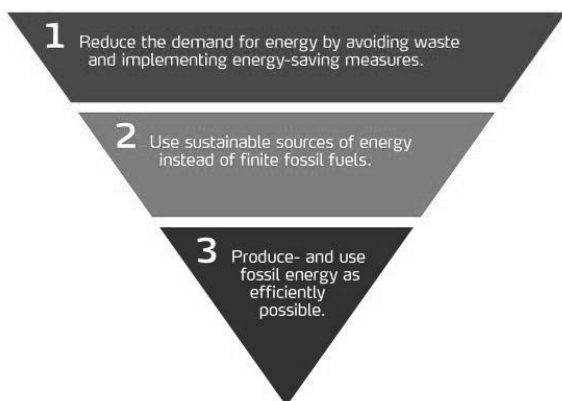 1 Reduce the demand for energy by avoiding waste
and implementing energy-saving measures.
2 Use sustainable sources of energy
instead of finite fossil fuels.
3 Produce- and use
fossil energy as
efficiently
possible.